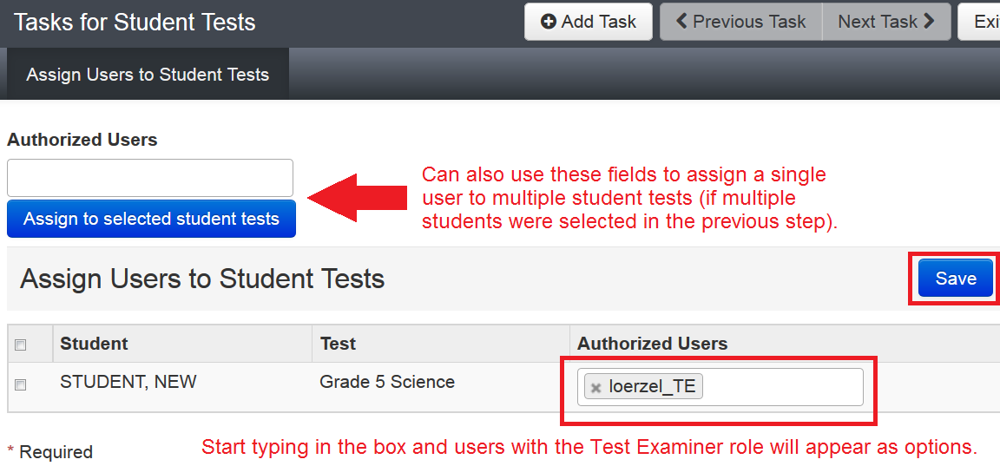 Tasks for Student Tests
Add Task
Previous Task
Next Task
Exi
Assign Users to Student Tests
Authorized Users
Can also use these fields to assign a single
user to multiple student tests (if multiple
students were selected in the previous step).
Assign to selected student tests
Assign Users to Student Tests
Save
Student Test Authorized Users
STUDENT, NEW Grade 5 Science loerzel_TE
* Required
Start typing in the box and users with the Test Examiner role will appear as options.